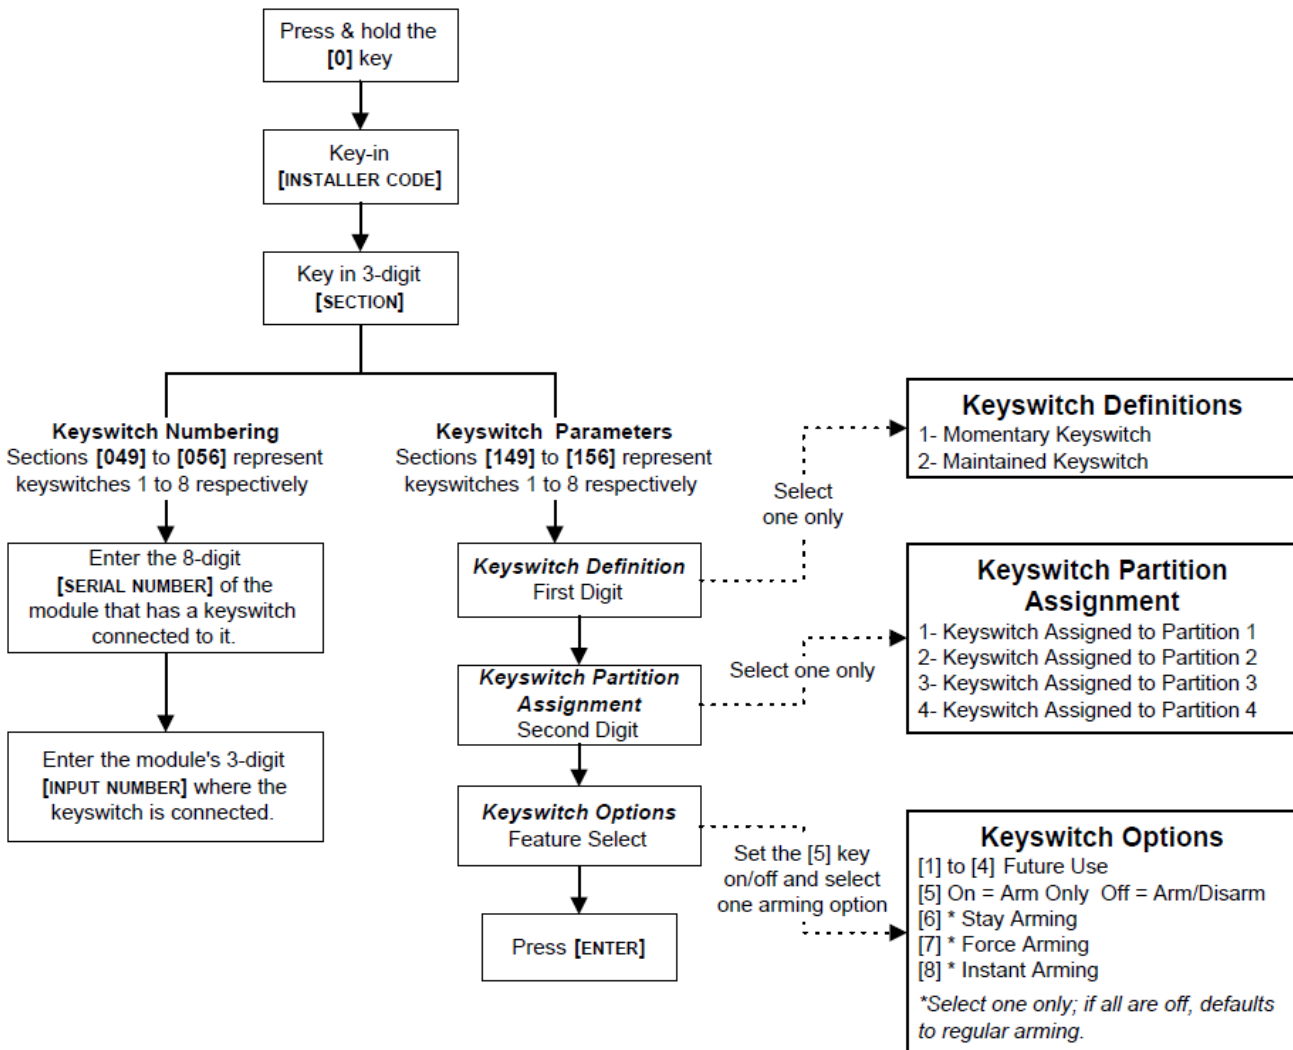 Press & hold the
[0] key
Key-in
[INSTALLER CODE]
Key in 3-digit
[SECTION]
Keyswitch Numbering
Sections [049] to [056] represent
keyswitches 1 to 8 respectively
Enter the 8-digit
[SERIAL NUMBER] of the
module that has a keyswitch
connected to it.
Enter the module's 3-digit
[INPUT NUMBER] where the
keyswitch is connected.
Keyswitch Parameters
Sections [149] to [156] represent
keyswitches 1 to 8 respectively
Keyswitch Definition
First Digit
Select
one only
Keyswitch Definitions
1- Momentary Keyswitch
2- Maintained Keyswitch
Keyswitch Partition
Assignment
Second Digit
Select one only
Keyswitch Partition
Assignment
1- Keyswitch Assigned to Partition 1
2- Keyswitch Assigned to Partition 2
3- Keyswitch Assigned to Partition 3
4- Keyswitch Assigned to Partition 4
Keyswitch Options
Feature Select
Set the [5] key
on/off and select
one arming option
Keyswitch Options
[1] to [4] Future Use
[5] On = Arm Only Off = Arm/Disarm
[6] * Stay Arming
[7] * Force Arming
[8] * Instant Arming
*Select one only; if all are off, defaults
to regular arming.
Press [ENTER]